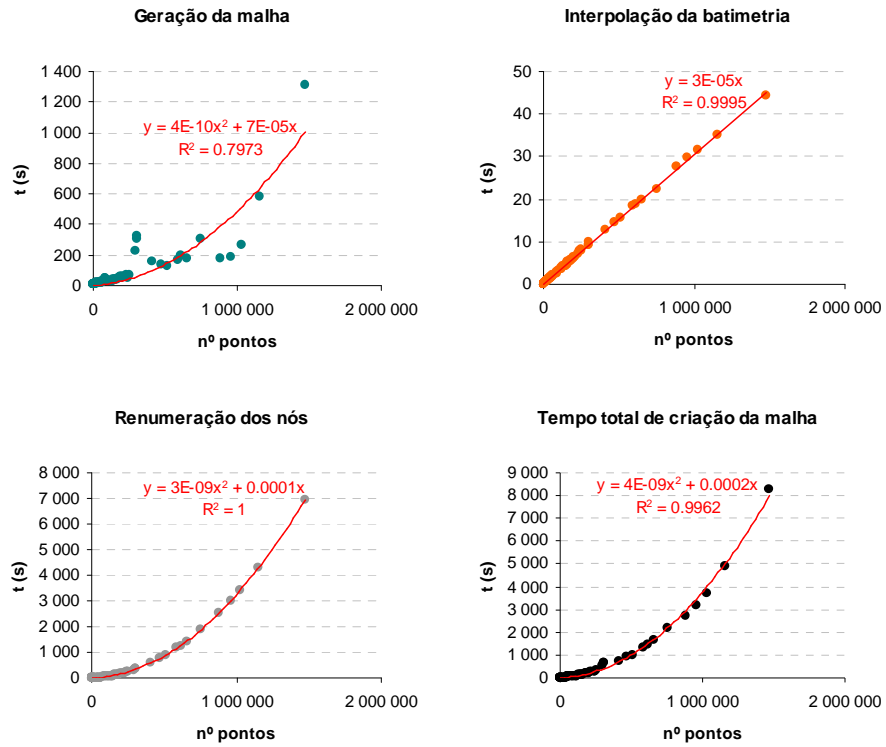 Geração da malha
1 400
1 200
1 000
800
600
400
200
0
t (s)
y = 4E-10x² + 7E-05x
R² = 0.7973
0
1 000 000
2 000 000
nº pontos
Interpolação da batimetria
50
40
30
20
10
0
t (s)
y = 3E-05x
R² = 0.9995
0
1 000 000
2 000 000
nº pontos
Renumeração dos nós
8 000
7 000
6 000
5 000
4 000
3 000
2 000
1 000
0
t (s)
y = 3E-09x² + 0.0001x
R² = 1
0
1 000 000
2 000 000
nº pontos
Tempo total de criação da malha
9 000
8 000
7 000
6 000
5 000
4 000
3 000
2 000
1 000
0
t (s)
y = 4E-09x² + 0.0002x
R² = 0.9962
0
1 000 000
2 000 000
nº pontos